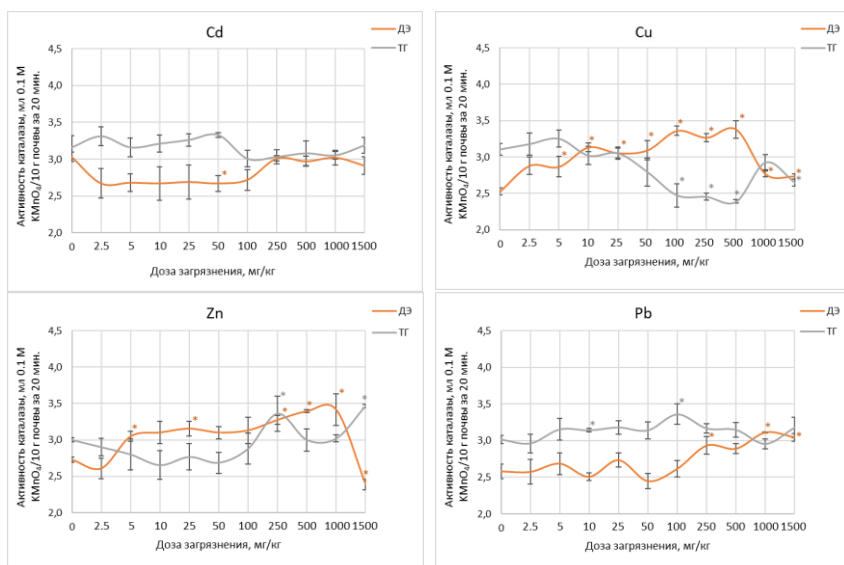 Cd
ДЭ
ТГ
Активность каталазы, мл 0.1 М
KMnO₄/10 г почвы за 20 мин.
4,5
4,0
3,5
3,0
2,5
2,0
0 2.5 5 10 25 50 100 250 500 1000 1500
Доза загрязнения, мг/кг
*
Cu
ДЭ
ТГ
Активность каталазы, мл 0.1 М
KMnO₄/10 г почвы за 20 мин.
4,5
4,0
3,5
3,0
2,5
2,0
0 2.5 5 10 25 50 100 250 500 1000 1500
Доза загрязнения, мг/кг
* * * * * * * * *
* * * *
Zn
ДЭ
ТГ
Активность каталазы, мл 0.1 М
KMnO₄/10 г почвы за 20 мин.
4,5
4,0
3,5
3,0
2,5
2,0
0 2.5 5 10 25 50 100 250 500 1000 1500
Доза загрязнения, мг/кг
* * * * * *
* *
Pb
ДЭ
ТГ
Активность каталазы, мл 0.1 М
KMnO₄/10 г почвы за 20 мин.
4,5
4,0
3,5
3,0
2,5
2,0
0 2.5 5 10 25 50 100 250 500 1000 1500
Доза загрязнения, мг/кг
* * *
* *